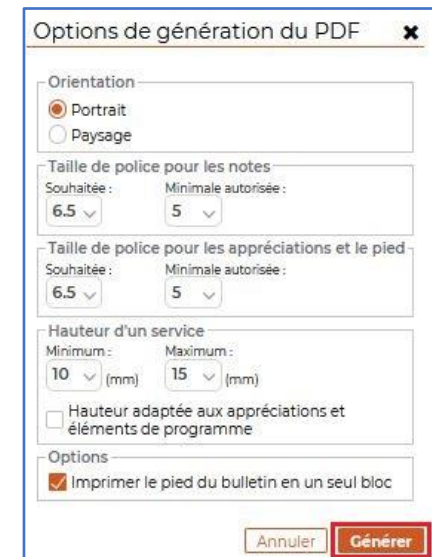 Options de génération du PDF
Orientation
Portrait
Paysage
Taille de police pour les notes
Souhaitée : Minimale autorisée :
6.5 5
Taille de police pour les appréciations et le pied
Souhaitée : Minimale autorisée :
6.5 5
Hauteur d'un service
Minimum : Maximum :
10 (mm) 15 (mm)
Hauteur adaptée aux appréciations et
éléments de programme
Options
Imprimer le pied du bulletin en un seul bloc
Annuler Générer